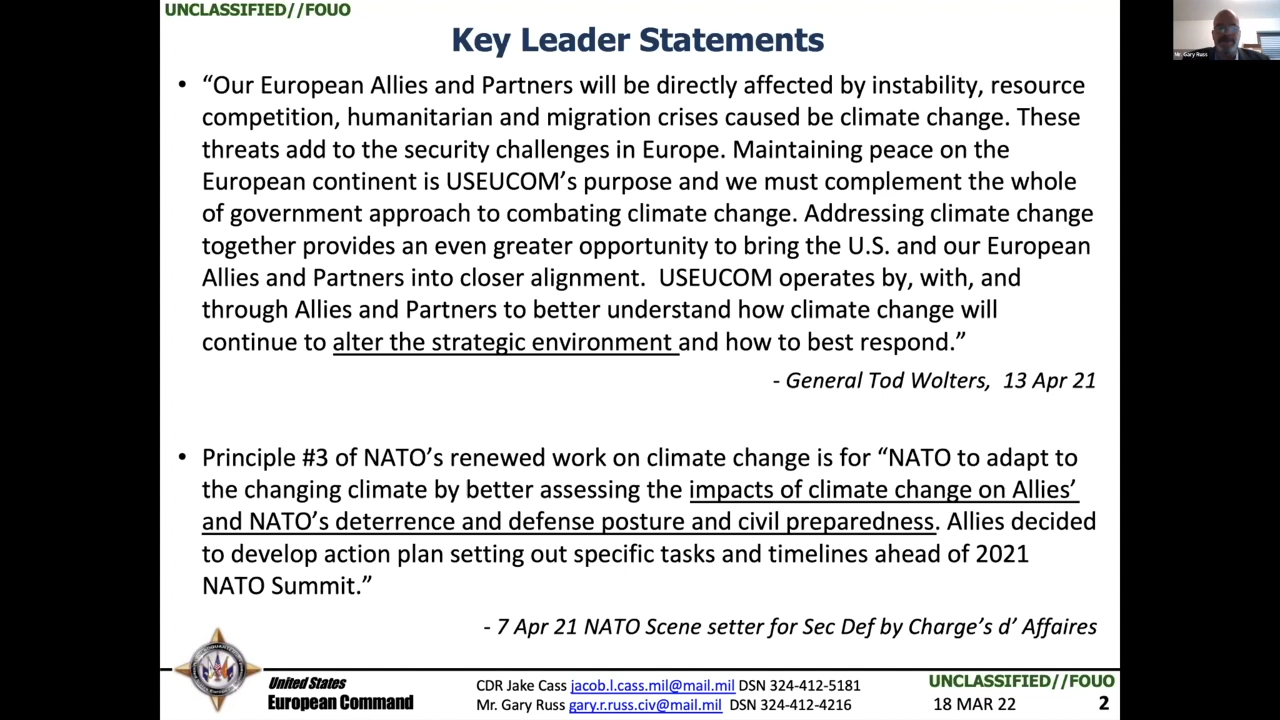 UNCLASSIFIED//FOUO
Key Leader Statements
Mr. Gary Russ
• “Our European Allies and Partners will be directly affected by instability, resource
competition, humanitarian and migration crises caused be climate change. These
threats add to the security challenges in Europe. Maintaining peace on the
European continent is USEUCOM’s purpose and we must complement the whole
of government approach to combating climate change. Addressing climate change
together provides an even greater opportunity to bring the U.S. and our European
Allies and Partners into closer alignment.  USEUCOM operates by, with, and
through Allies and Partners to better understand how climate change will
continue to alter the strategic environment and how to best respond.”
- General Tod Wolters,  13 Apr 21
• Principle #3 of NATO’s renewed work on climate change is for “NATO to adapt to
the changing climate by better assessing the impacts of climate change on Allies’
and NATO’s deterrence and defense posture and civil preparedness. Allies decided
to develop action plan setting out specific tasks and timelines ahead of 2021
NATO Summit.”
- 7 Apr 21 NATO Scene setter for Sec Def by Charge’s d’ Affaires
United States
European Command
CDR Jake Cass jacob.l.cass.mil@mail.mil DSN 324-412-5181
Mr. Gary Russ gary.r.russ.civ@mail.mil  DSN 324-412-4216
UNCLASSIFIED//FOUO
18 MAR 22
2